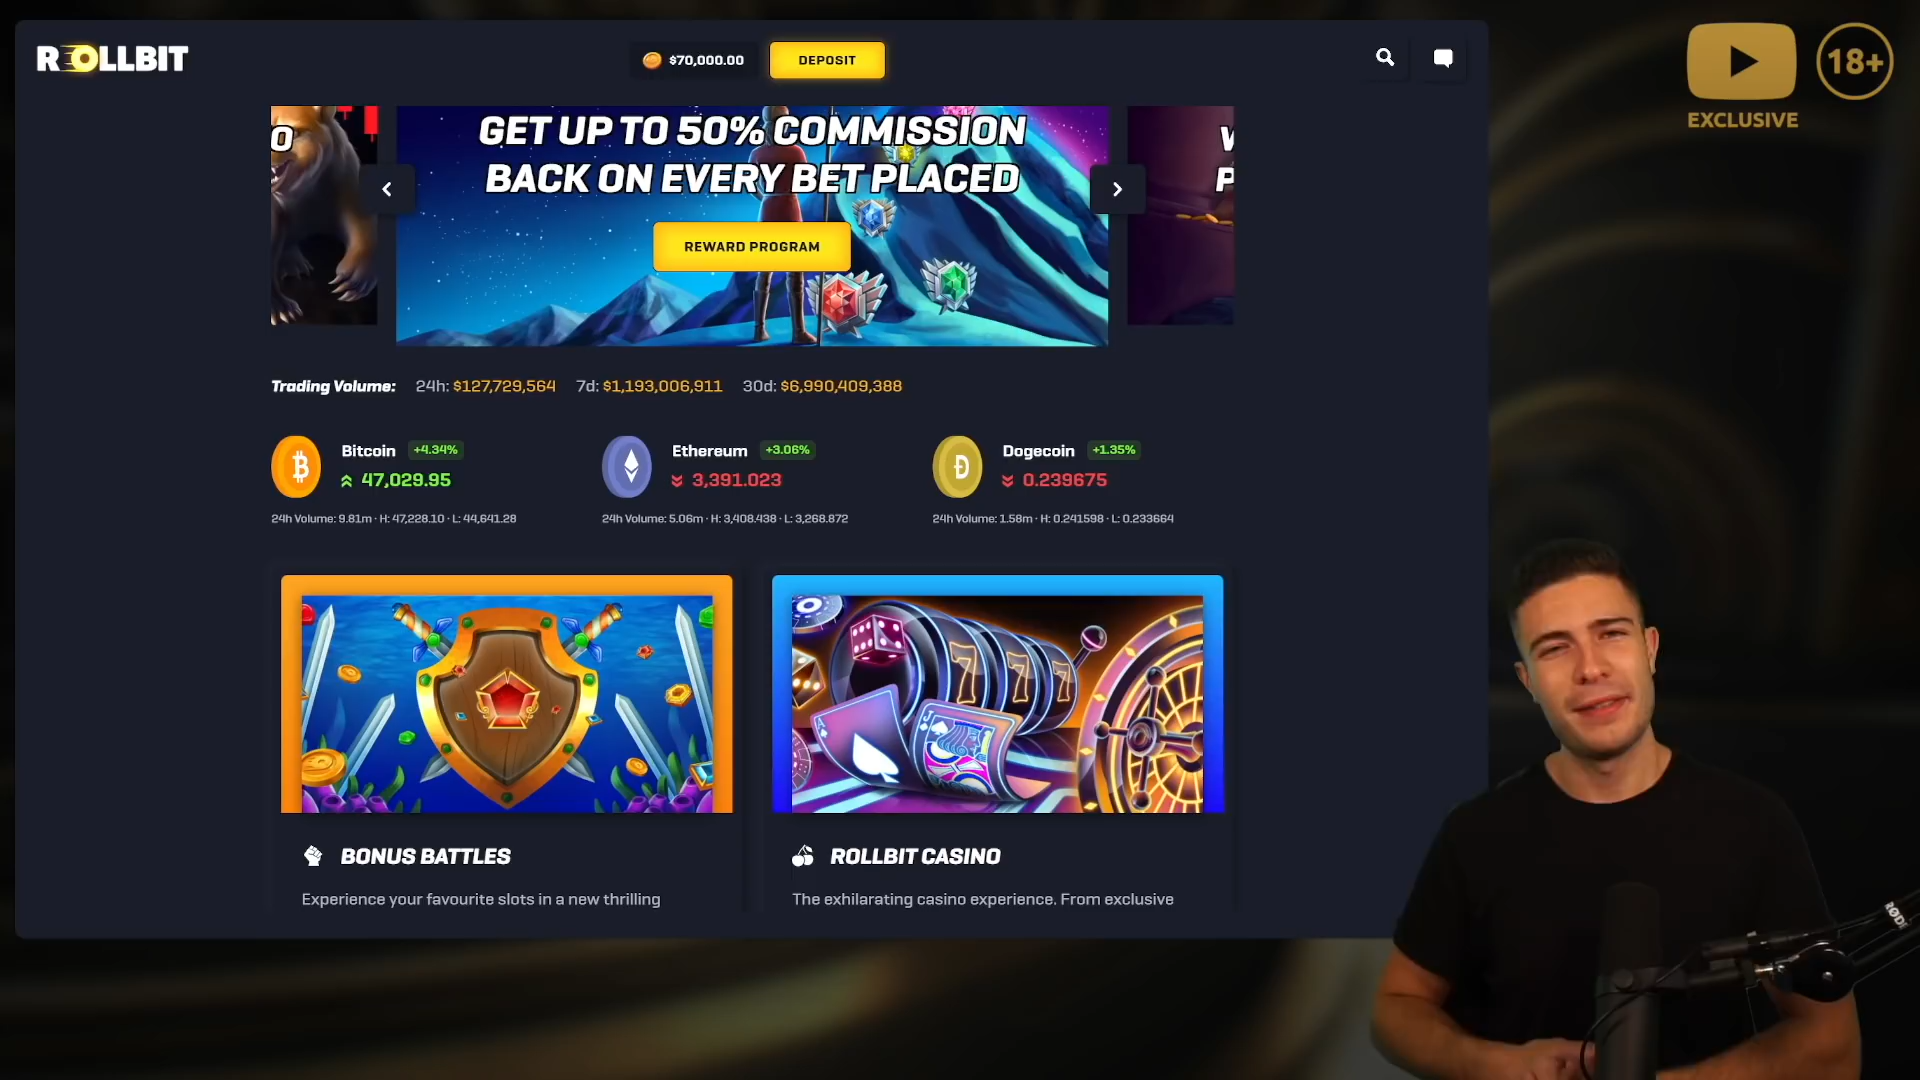 ROLLBIT
$70,000.00
DEPOSIT
18+
EXCLUSIVE
O
GET UP TO 50% COMMISSION
BACK ON EVERY BET PLACED
REWARD PROGRAM
W
P
Trading Volume: 24h: $127,729,564 7d: $1,193,006,911 30d: $6,990,409,388
Bitcoin +4.34%
47,029.95
24h Volume: 9.81m · H: 47,228.10 · L: 44,641.28
Ethereum +3.06%
3,391.023
24h Volume: 5.06m · H: 3,408.438 · L: 3,268.872
Dogecoin +1.35%
0.239675
24h Volume: 1.58m · H: 0.241598 · L: 0.233664
7 7 7
A
J
BONUS BATTLES
Experience your favourite slots in a new thrilling
ROLLBIT CASINO
The exhilarating casino experience. From exclusive
RØDE